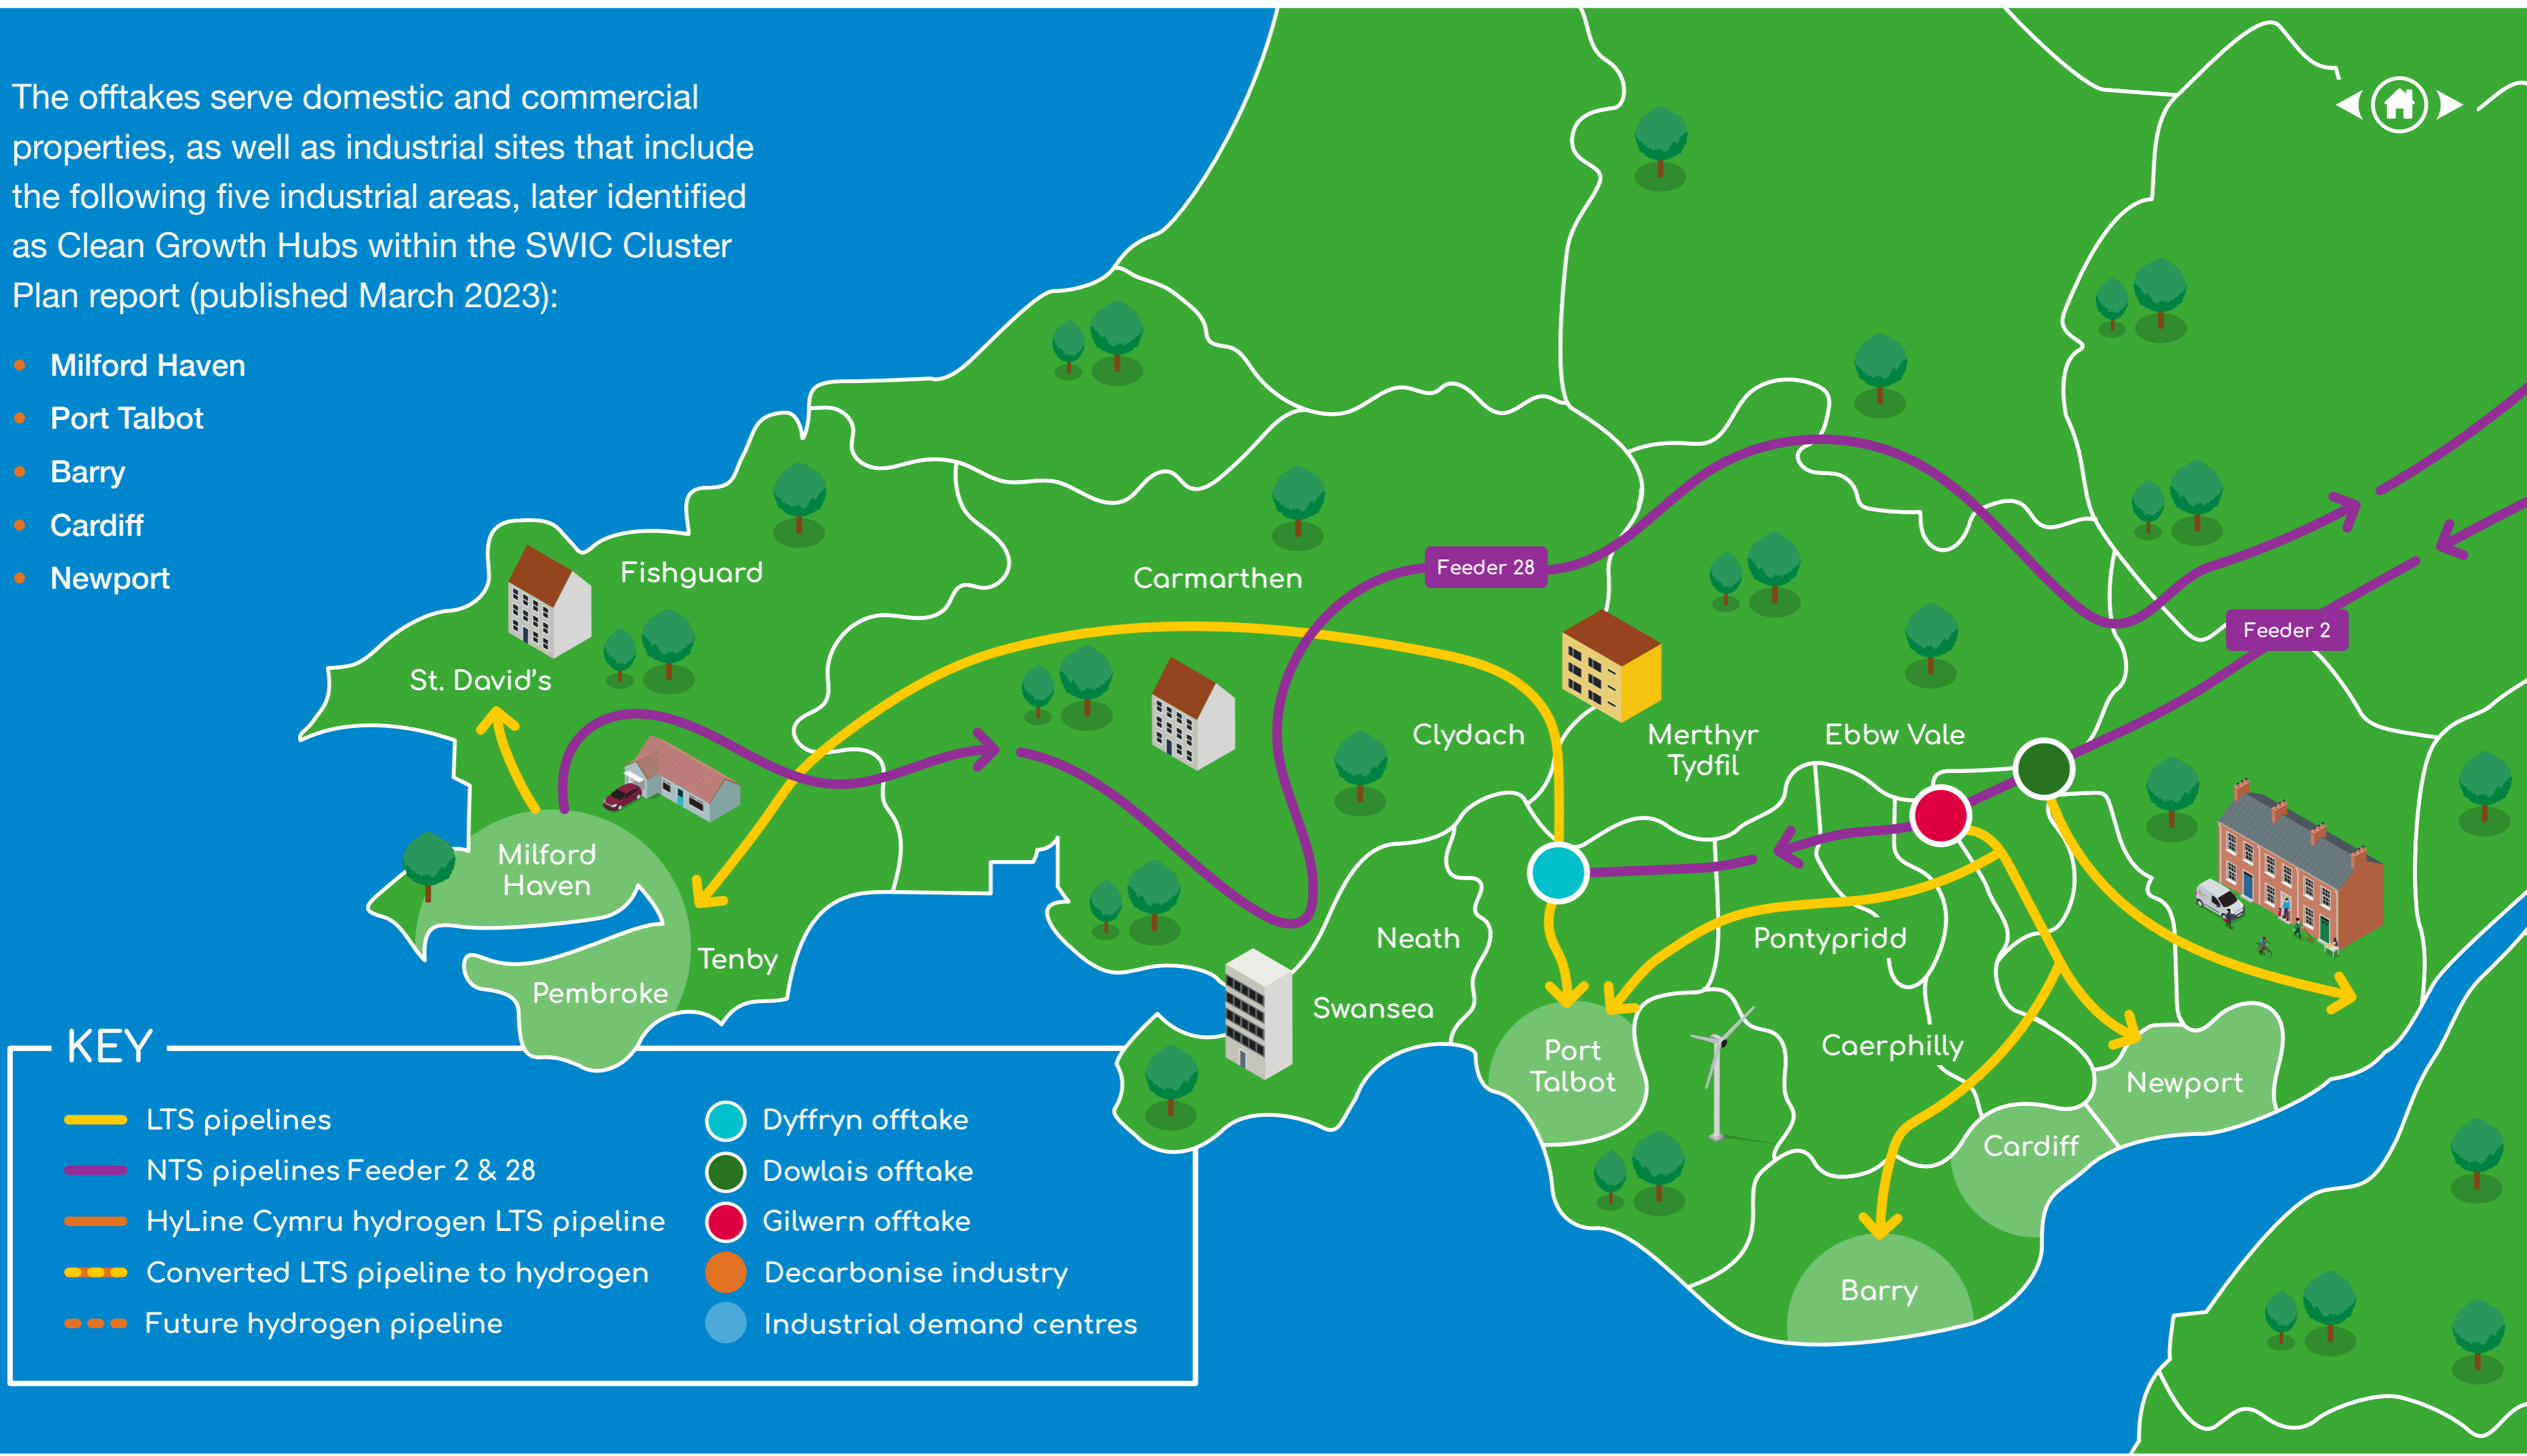 The offtakes serve domestic and commercial
properties, as well as industrial sites that include
the following five industrial areas, later identified
as Clean Growth Hubs within the SWIC Cluster
Plan report (published March 2023):
• Milford Haven
• Port Talbot
• Barry
• Cardiff
• Newport
Fishguard
Carmarthen
Feeder 28
Feeder 2
St. David's
Clydach
Merthyr
Tydfil
Ebbw Vale
Milford
Haven
Tenby
Pembroke
Neath
Swansea
Pontypridd
Port
Talbot
Caerphilly
Newport
Cardiff
Barry
KEY
LTS pipelines
NTS pipelines Feeder 2 & 28
HyLine Cymru hydrogen LTS pipeline
Converted LTS pipeline to hydrogen
Future hydrogen pipeline
Dyffryn offtake
Dowlais offtake
Gilwern offtake
Decarbonise industry
Industrial demand centres